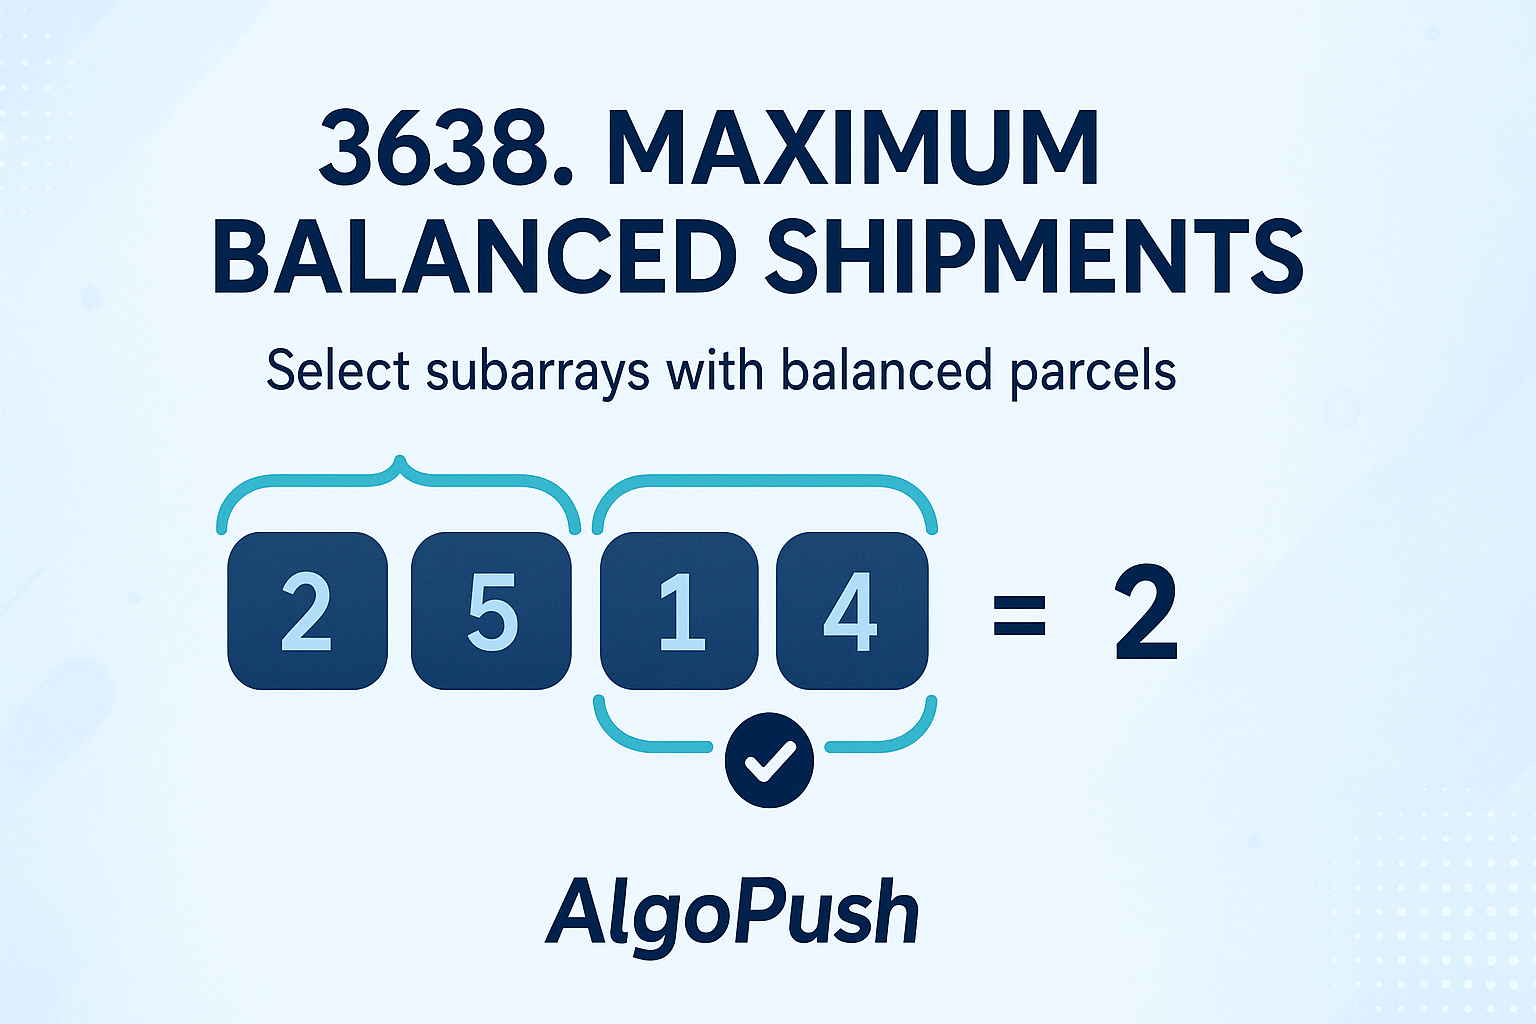 3638. MAXIMUM
BALANCED SHIPMENTS
Select subarrays with balanced parcels
2 5 1 4 = 2
AlgoPush